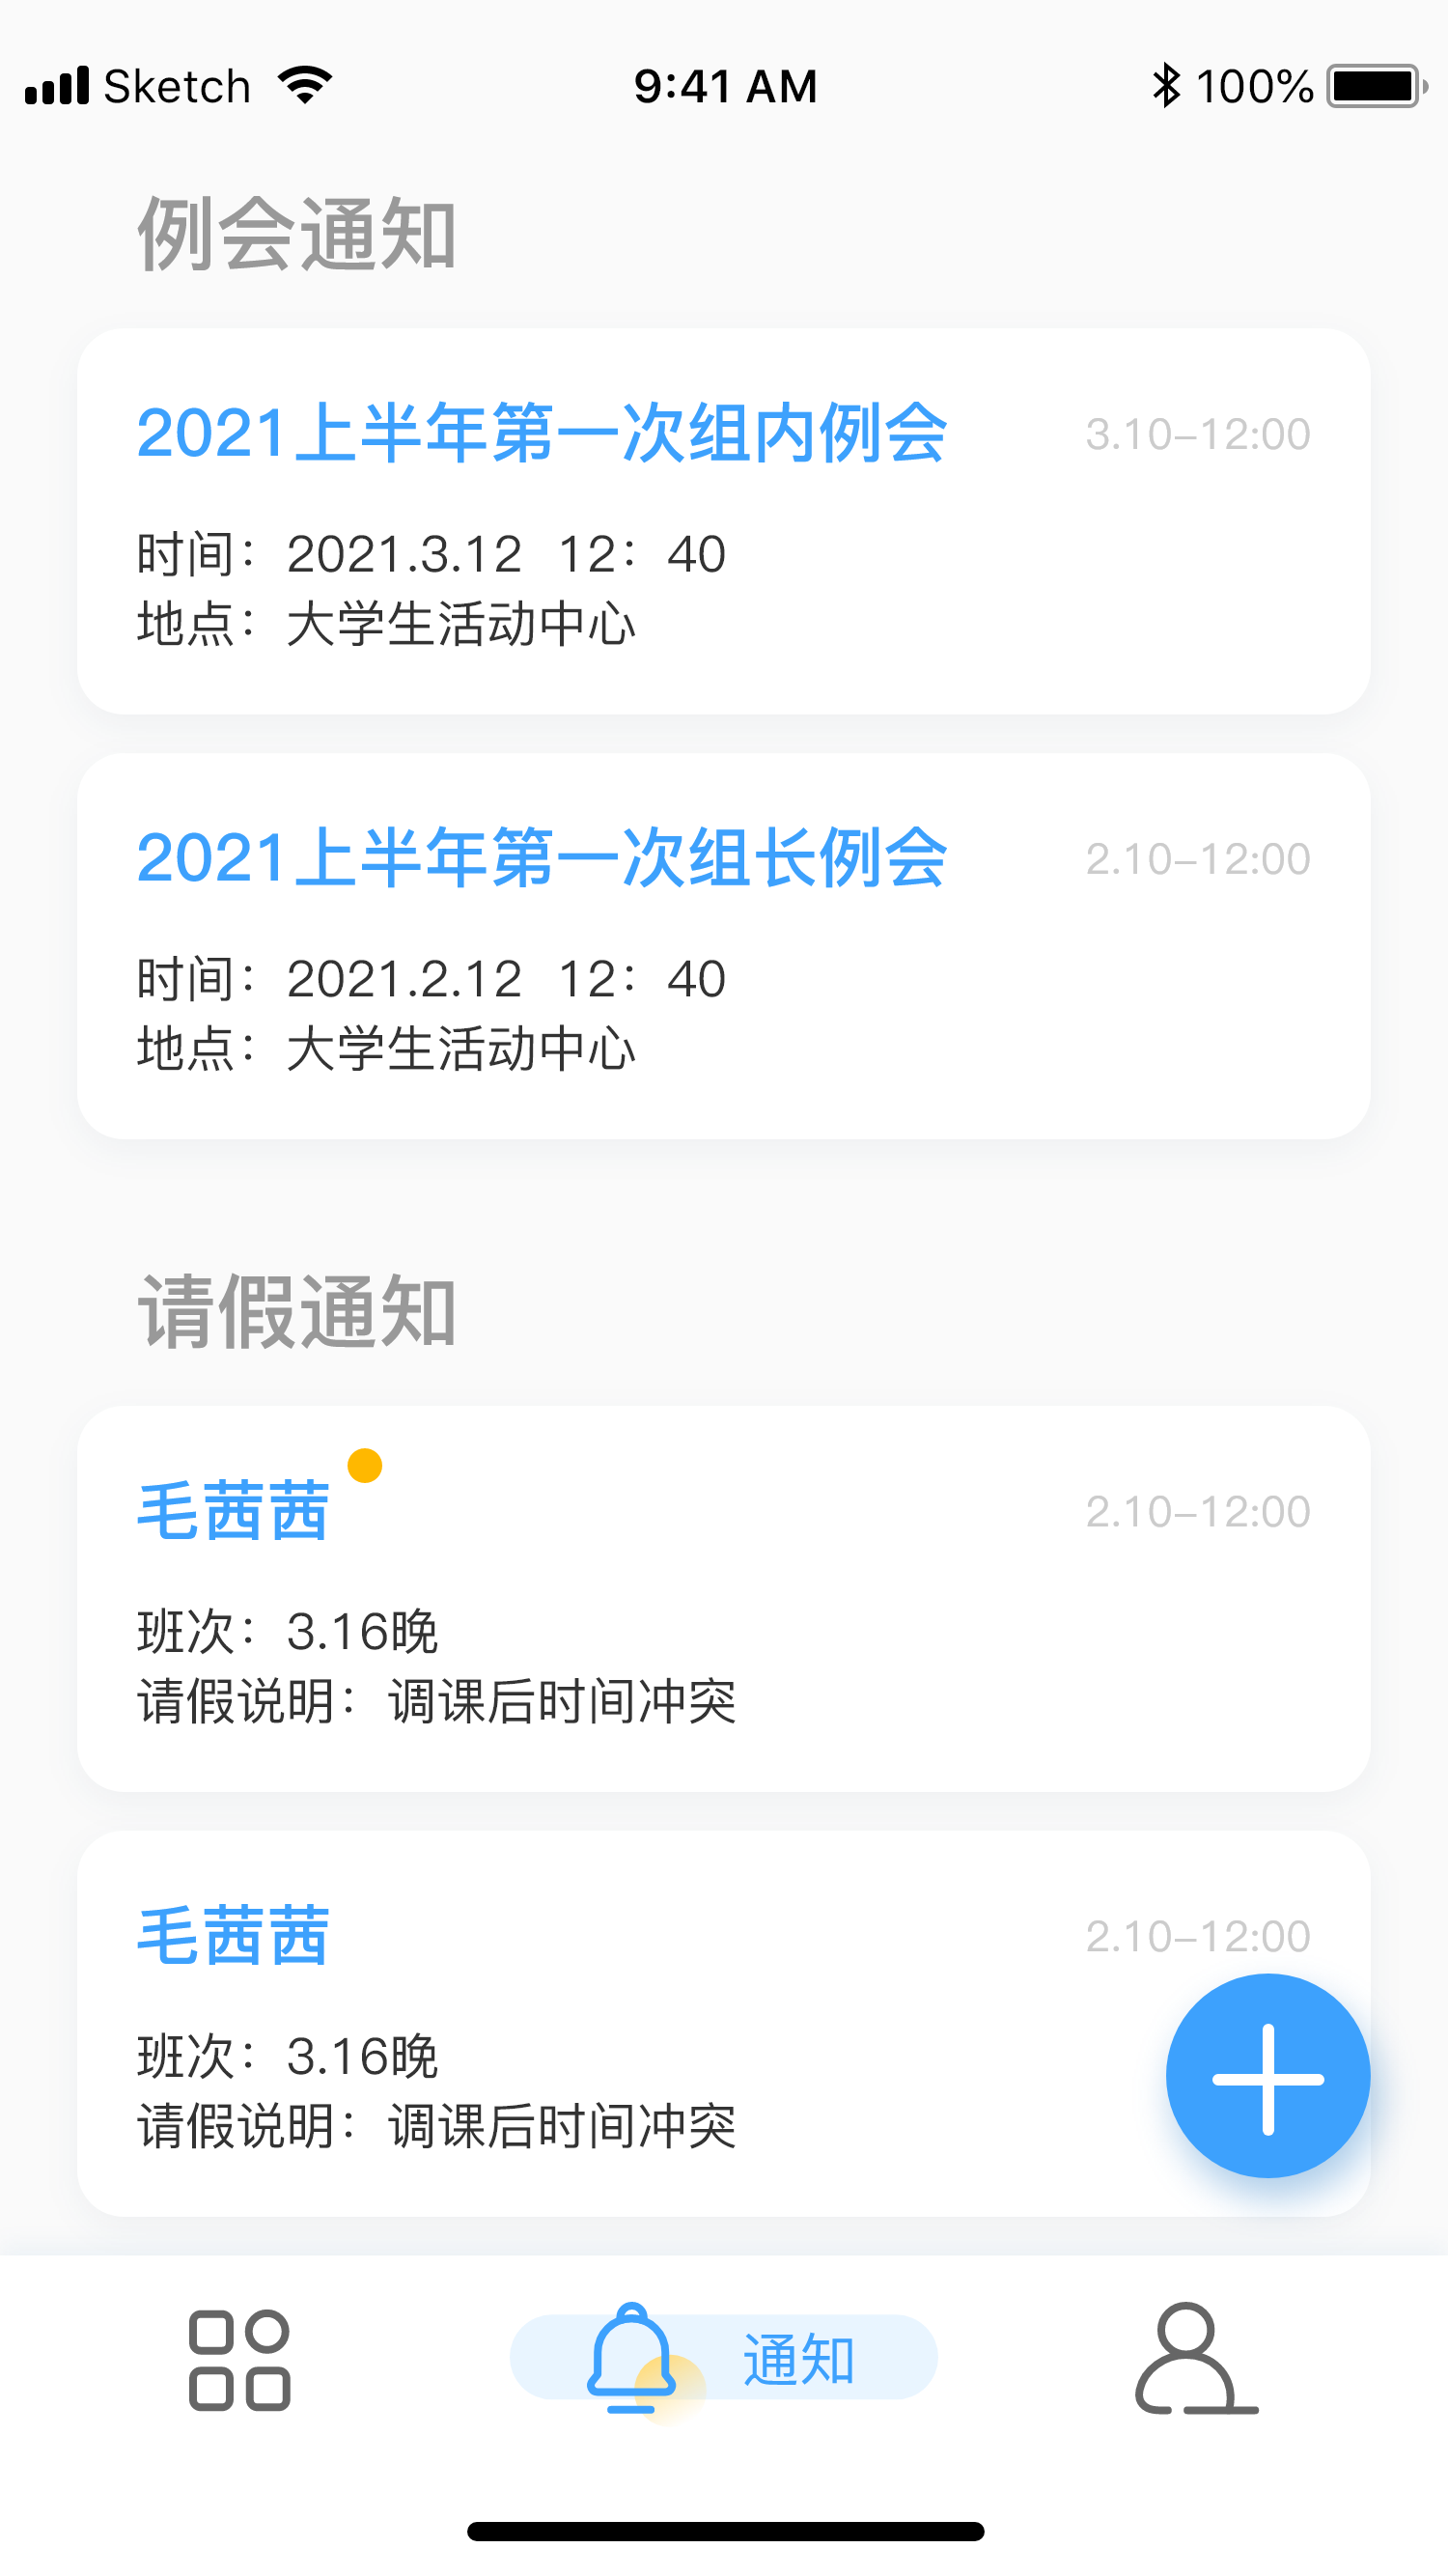 Sketch 9:41 AM 100%
例会通知
2021上半年第一次组内例会 3.10-12:00
时间：2021.3.12 12：40
地点：大学生活动中心
2021上半年第一次组长例会 2.10-12:00
时间：2021.2.12 12：40
地点：大学生活动中心
请假通知
毛茜茜 2.10-12:00
班次：3.16晚
请假说明：调课后时间冲突
毛茜茜 2.10-12:00
班次：3.16晚
请假说明：调课后时间冲突
通知